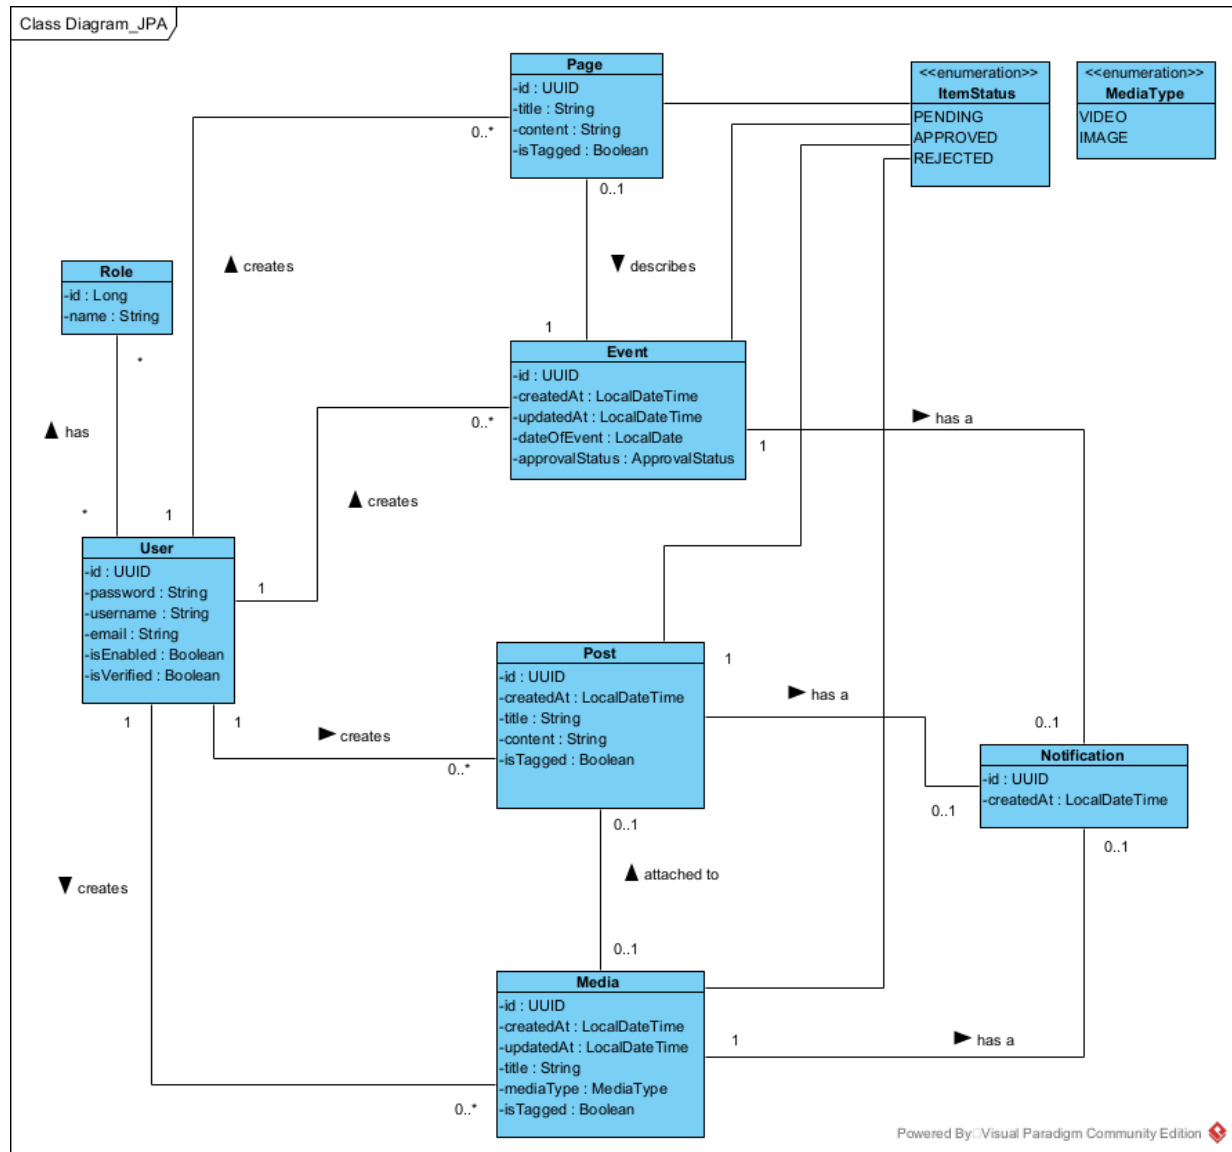 Class Diagram_JPA
Page
-id : UUID
-title : String
-content : String
-isTagged : Boolean
<<enumeration>>
ItemStatus
PENDING
APPROVED
REJECTED
<<enumeration>>
MediaType
VIDEO
IMAGE
0..*
0..1
creates
describes
Role
-id : Long
-name : String
*
1
Event
-id : UUID
-createdAt : LocalDateTime
-updatedAt : LocalDateTime
-dateOfEvent : LocalDate
-approvalStatus : ApprovalStatus
0..*
has a
1
has
creates
*
1
User
-id : UUID
-password : String
-username : String
-email : String
-isEnabled : Boolean
-isVerified : Boolean
1
1
1
creates
0..*
Post
-id : UUID
-createdAt : LocalDateTime
-title : String
-content : String
-isTagged : Boolean
1
has a
0..1
0..1
Notification
-id : UUID
-createdAt : LocalDateTime
0..1
0..1
attached to
creates
0..1
Media
-id : UUID
-createdAt : LocalDateTime
-updatedAt : LocalDateTime
-title : String
-mediaType : MediaType
-isTagged : Boolean
1
has a
0..*
Powered By Visual Paradigm Community Edition